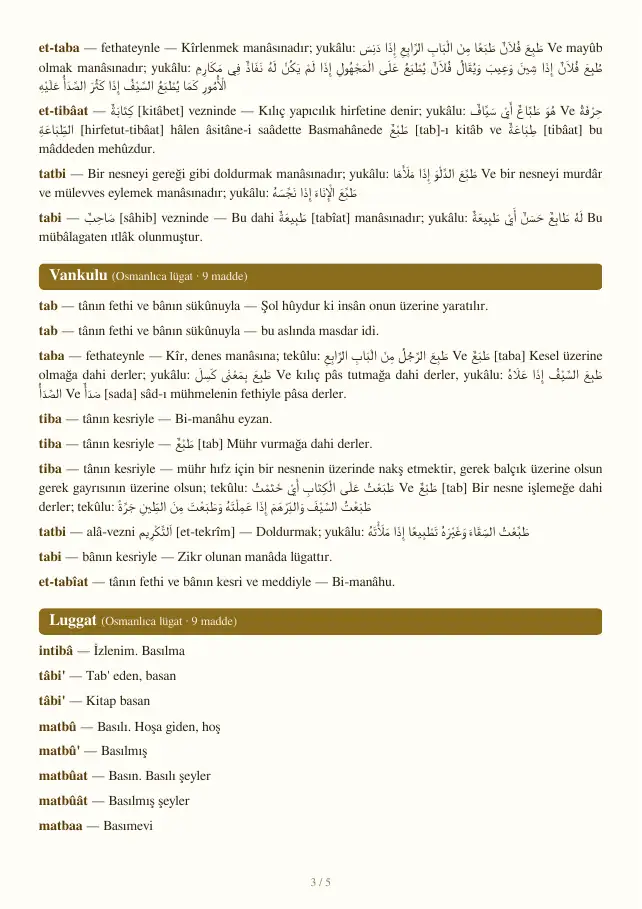 et-taba — fethateynle — Kîrlenmek manâsınadır; yukâlu: طَبِعَ فُلَانٌ طَبَعًا مِنَ الْبَابِ الرَّابِعِ إِذَا دَنِسَ Ve mayûb
olmak manâsınadır; yukâlu: طُبِعَ فُلَانٌ إِذَا شِينَ وَعِيبَ وَيُقَالُ فُلَانٌ يُطْبَعُ عَلَى الْمَجْهُولِ إِذَا لَمْ يَكُنْ لَهُ نَفَاذٌ فِى مَكَارِمِ
الْأُمُورِ كَمَا يُطْبَعُ السَّيْفُ إِذَا كَثُرَ الصَّدَأُ عَلَيْهِ
et-tibâat — كِتَابَةٌ [kitâbet] vezninde — Kılıç yapıcılık hirfetine denir; yukâlu: هُوَ طَبَّاعٌ أَيْ سَيَّافٌ Ve حِرْفَةُ
الطِّبَاعَةِ [hirfetut-tibâat] hâlen âsitâne-i saâdette Basmahânede طَبْعٌ [tab]-ı kitâb ve طِبَاعَةٌ [tibâat] bu
mâddeden mehûzdur.
tatbi — Bir nesneyi gereği gibi doldurmak manâsınadır; yukâlu: طَبَّعَ الدَّلْوَ إِذَا مَلَأَهَا Ve bir nesneyi murdâr
ve mülevves eylemek manâsınadır; yukâlu: طَبَّعَ الْإِنَاءَ إِذَا نَجَّسَهُ
tabi — صَاحِبٌ [sâhib] vezninde — Bu dahi طَبِيعَةٌ [tabîat] manâsınadır; yukâlu: لَهُ طَابِعٌ حَسَنٌ أَيْ طَبِيعَةٌ Bu
mübâlagaten ıtlâk olunmuştur.
Vankulu (Osmanlıca lügat · 9 madde)
tab — tânın fethi ve bânın sükûnuyla — Şol hûydur ki insân onun üzerine yaratılır.
tab — tânın fethi ve bânın sükûnuyla — bu aslında masdar idi.
taba — fethateynle — Kîr, denes manâsına; tekûlu: طَبِعَ الرَّجُلُ مِنَ الْبَابِ الرَّابِعِ Ve طَبَعٌ [taba] Kesel üzerine
olmağa dahi derler; yukâlu: طَبِعَ بِمَعْنَى كَسِلَ Ve kılıç pâs tutmağa dahi derler, yukâlu: طَبِعَ السَّيْفُ إِذَا عَلَاهُ
الصَّدَأُ Ve صَدَأٌ [sada] sâd-ı mühmelenin fethiyle pâsa derler.
tiba — tânın kesriyle — Bi-manâhu eyzan.
tiba — tânın kesriyle — طَبْعٌ [tab] Mühr vurmağa dahi derler.
tiba — tânın kesriyle — mühr hıfz için bir nesnenin üzerinde nakş etmektir, gerek balçık üzerine olsun
gerek gayrısının üzerine olsun; tekûlu: طَبَعْتُ عَلَى الْكِتَابِ أَيْ خَتَمْتُ Ve طَبْعٌ [tab] Bir nesne işlemeğe dahi
derler; tekûlu: طَبَعْتُ السَّيْفَ وَالدِّرْهَمَ إِذَا عَمِلْتَهُ وَطَبَعْتُ مِنَ الطِّينِ جَرَّةً
tatbi — alâ-vezni اَلتَّكْرِيم [et-tekrîm] — Doldurmak; yukâlu: طَبَّعْتُ السِّقَاءَ وَغَيْرَهُ تَطْبِيعًا إِذَا مَلَأْتَهُ
tabi — bânın kesriyle — Zikr olunan manâda lügattır.
et-tabîat — tânın fethi ve bânın kesri ve meddiyle — Bi-manâhu.
Luggat (Osmanlıca lügat · 9 madde)
intibâ — İzlenim. Basılma
tâbi' — Tab' eden, basan
tâbi' — Kitap basan
matbû — Basılı. Hoşa giden, hoş
matbû' — Basılmış
matbûat — Basın. Basılı şeyler
matbûât — Basılmış şeyler
matbaa — Basımevi
3 / 5